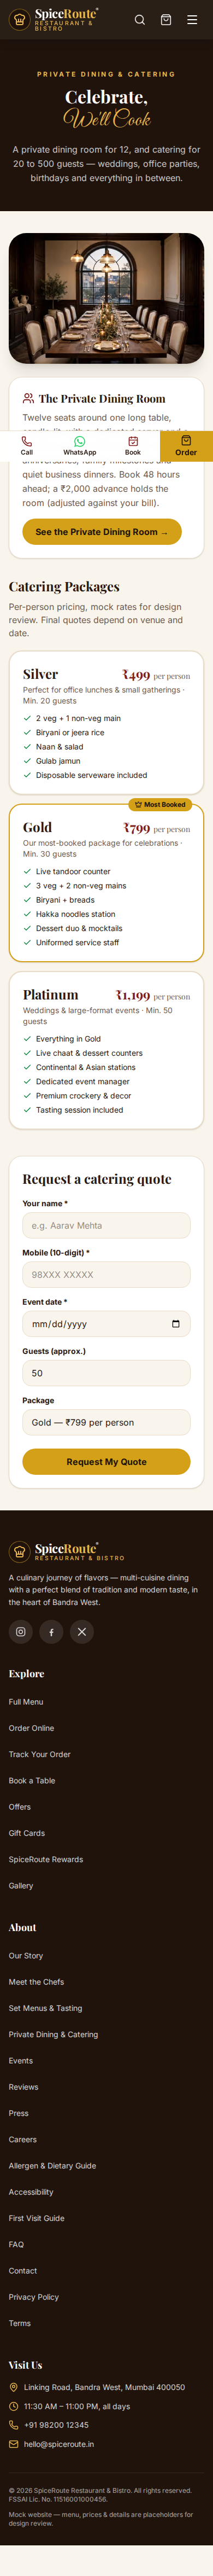 SpiceRoute
RESTAURANT &
BISTRO
PRIVATE DINING & CATERING
Celebrate,
We'll Cook
A private dining room for 12, and catering for
20 to 500 guests — weddings, office parties,
birthdays and everything in between.
The Private Dining Room
Twelve seats around one long table,
Call
WhatsApp
Book
Order
quiet business dinners. Book 48 hours
ahead; a ₹2,000 advance holds the
room (adjusted against your bill).
See the Private Dining Room →
Catering Packages
Per-person pricing, mock rates for design
review. Final quotes depend on venue and
date.
Silver
₹499 per person
Perfect for office lunches & small gatherings ·
Min. 20 guests
2 veg + 1 non-veg main
Biryani or jeera rice
Naan & salad
Gulab jamun
Disposable serveware included
Most Booked
Gold
₹799 per person
Our most-booked package for celebrations ·
Min. 30 guests
Live tandoor counter
3 veg + 2 non-veg mains
Biryani + breads
Hakka noodles station
Dessert duo & mocktails
Uniformed service staff
Platinum
₹1,199 per person
Weddings & large-format events · Min. 50
guests
Everything in Gold
Live chaat & dessert counters
Continental & Asian stations
Dedicated event manager
Premium crockery & decor
Tasting session included
Request a catering quote
Your name *
e.g. Aarav Mehta
Mobile (10-digit) *
98XXX XXXXX
Event date *
mm/dd/yyyy
Guests (approx.)
50
Package
Gold — ₹799 per person
Request My Quote
SpiceRoute
RESTAURANT & BISTRO
A culinary journey of flavors — multi-cuisine dining
with a perfect blend of tradition and modern taste, in
the heart of Bandra West.
Explore
Full Menu
Order Online
Track Your Order
Book a Table
Offers
Gift Cards
SpiceRoute Rewards
Gallery
About
Our Story
Meet the Chefs
Set Menus & Tasting
Private Dining & Catering
Events
Reviews
Press
Careers
Allergen & Dietary Guide
Accessibility
First Visit Guide
FAQ
Contact
Privacy Policy
Terms
Visit Us
Linking Road, Bandra West, Mumbai 400050
11:30 AM – 11:00 PM, all days
+91 98200 12345
hello@spiceroute.in
© 2026 SpiceRoute Restaurant & Bistro. All rights reserved.
FSSAI Lic. No. 11516001000456.
Mock website — menu, prices & details are placeholders for
design review.